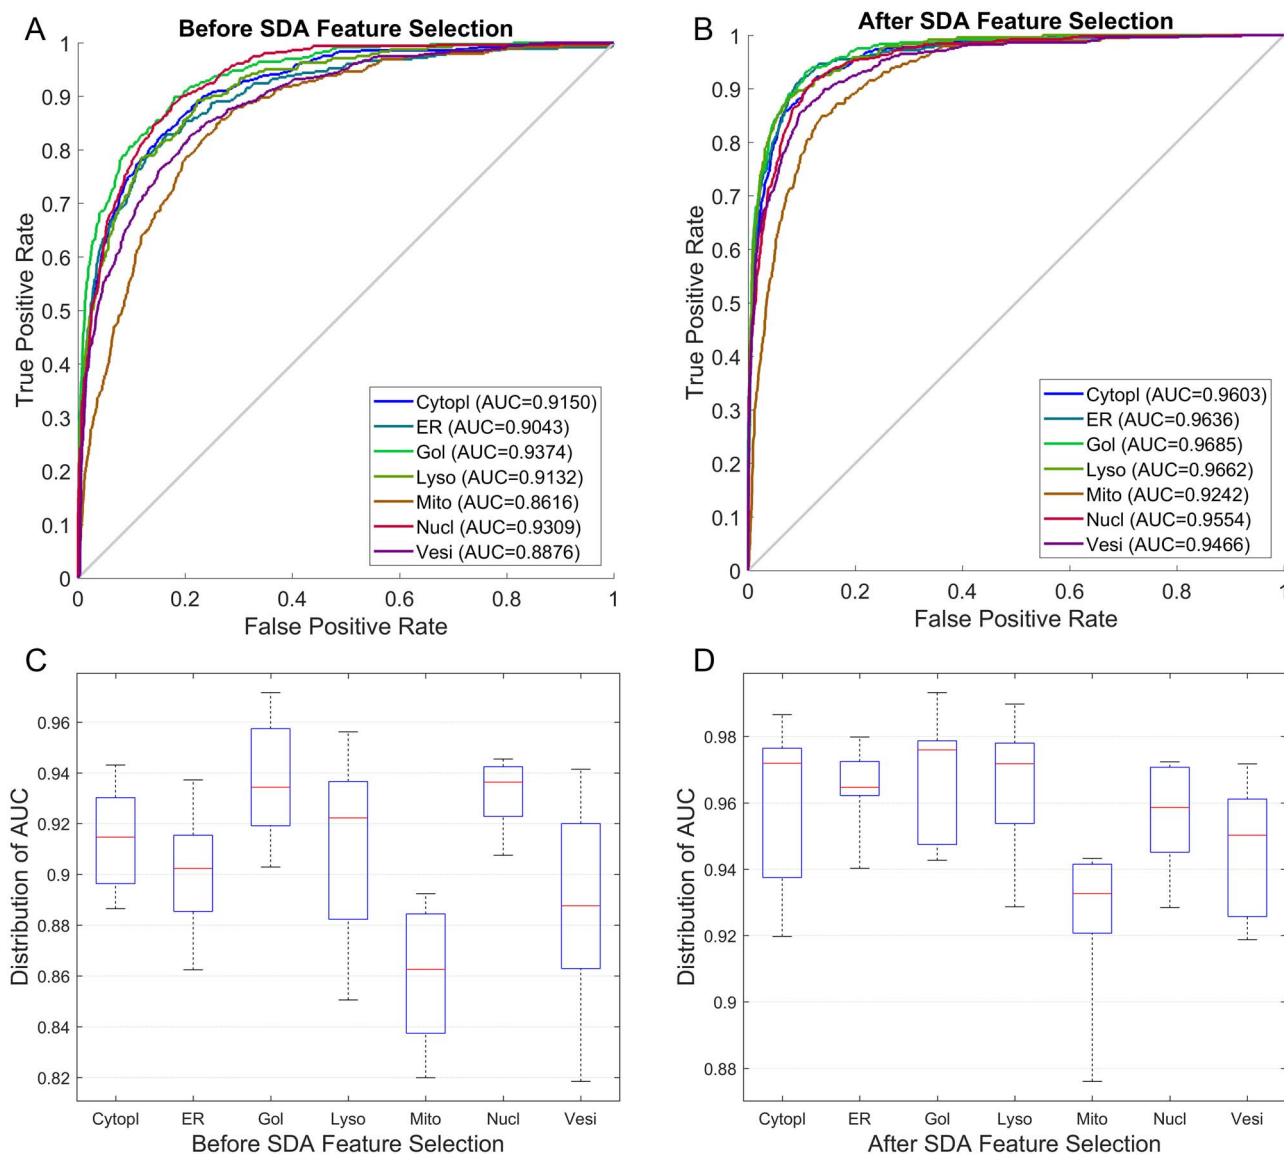 A
Before SDA Feature Selection
1
0.9
0.8
0.7
0.6
0.5
0.4
0.3
0.2
0.1
0
True Positive Rate
Cytopl (AUC=0.9150)
ER (AUC=0.9043)
Gol (AUC=0.9374)
Lyso (AUC=0.9132)
Mito (AUC=0.8616)
Nucl (AUC=0.9309)
Vesi (AUC=0.8876)
0 0.2 0.4 0.6 0.8 1
False Positive Rate
B
After SDA Feature Selection
1
0.9
0.8
0.7
0.6
0.5
0.4
0.3
0.2
0.1
0
True Positive Rate
Cytopl (AUC=0.9603)
ER (AUC=0.9636)
Gol (AUC=0.9685)
Lyso (AUC=0.9662)
Mito (AUC=0.9242)
Nucl (AUC=0.9554)
Vesi (AUC=0.9466)
0 0.2 0.4 0.6 0.8 1
False Positive Rate
C
0.96
0.94
0.92
0.9
0.88
0.86
0.84
0.82
Distribution of AUC
Cytopl ER Gol Lyso Mito Nucl Vesi
Before SDA Feature Selection
D
0.98
0.96
0.94
0.92
0.9
0.88
Distribution of AUC
Cytopl ER Gol Lyso Mito Nucl Vesi
After SDA Feature Selection